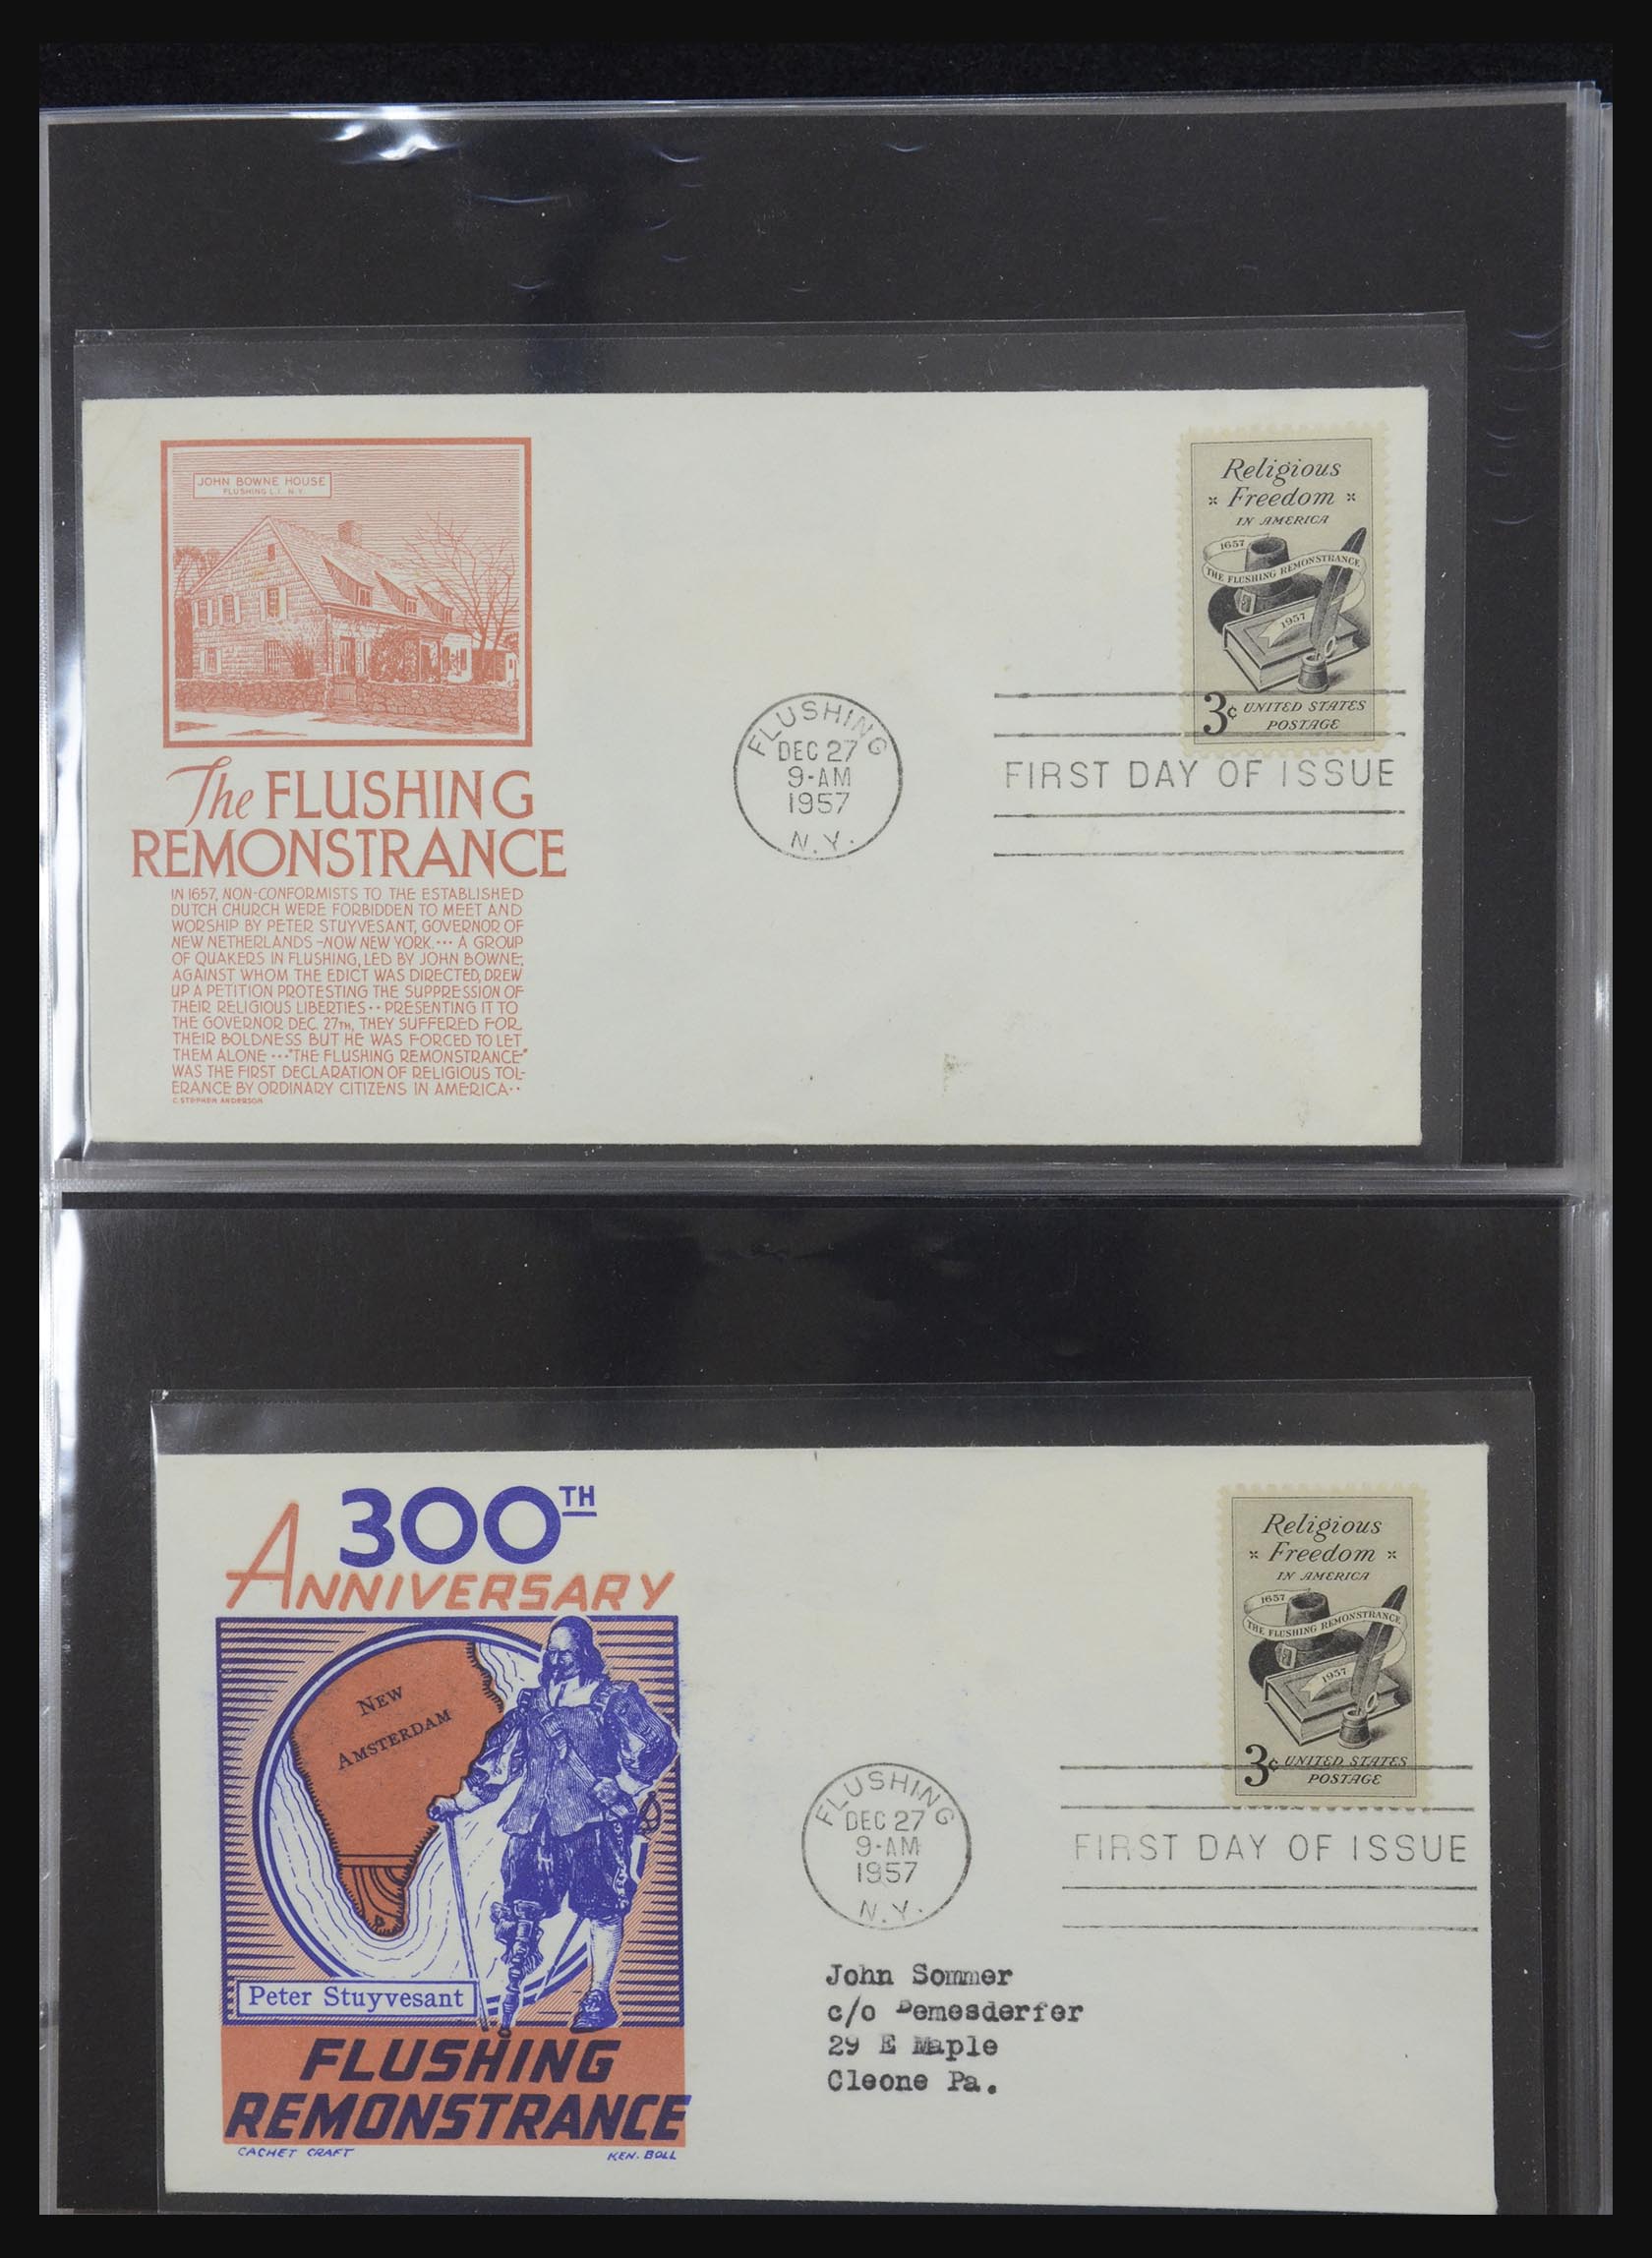 JOHN BOWNE HOUSE
FLUSHING L.I. N.Y.
The FLUSHING
REMONSTRANCE
IN 1657, NON-CONFORMISTS TO THE ESTABLISHED
DUTCH CHURCH WERE FORBIDDEN TO MEET AND
WORSHIP BY PETER STUYVESANT, GOVERNOR OF
NEW NETHERLANDS -NOW NEW YORK.··· A GROUP
OF QUAKERS IN FLUSHING, LED BY JOHN BOWNE,
AGAINST WHOM THE EDICT WAS DIRECTED, DREW
UP A PETITION PROTESTING THE SUPPRESSION OF
THEIR RELIGIOUS LIBERTIES·· PRESENTING IT TO
THE GOVERNOR DEC. 27TH, THEY SUFFERED FOR
THEIR BOLDNESS BUT HE WAS FORCED TO LET
THEM ALONE ···"THE FLUSHING REMONSTRANCE"
WAS THE FIRST DECLARATION OF RELIGIOUS TOL-
ERANCE BY ORDINARY CITIZENS IN AMERICA··
C. STEPHEN ANDERSON
FLUSHING
DEC 27
9-AM
1957
N.Y.
Religious
Freedom
IN AMERICA
1657
THE FLUSHING REMONSTRANCE
1957
3¢ UNITED STATES
POSTAGE
FIRST DAY OF ISSUE
300TH
ANNIVERSARY
NEW
AMSTERDAM
Peter Stuyvesant
FLUSHING
REMONSTRANCE
CACHET CRAFT KEN. BOLL
FLUSHING
DEC 27
9-AM
1957
N.Y.
Religious
Freedom
IN AMERICA
1657
THE FLUSHING REMONSTRANCE
1957
3¢ UNITED STATES
POSTAGE
FIRST DAY OF ISSUE
John Sommer
c/o Demesderfer
29 E Maple
Cleone Pa.